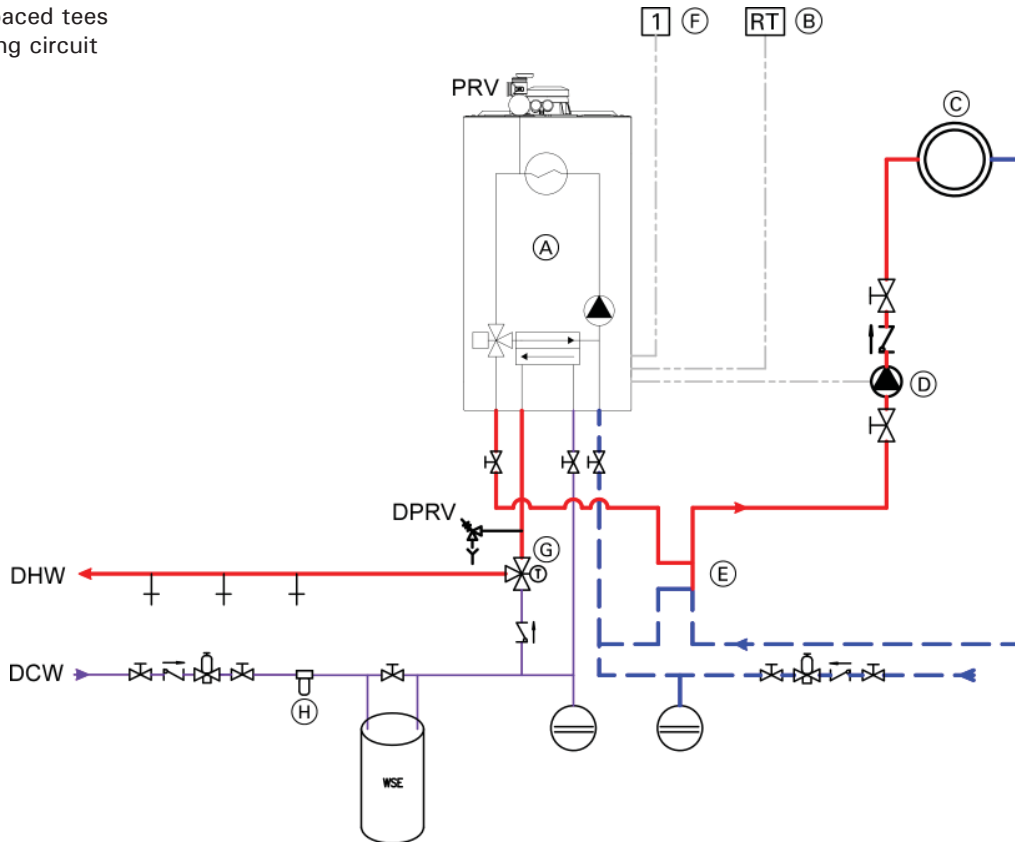 aced tees
ng circuit
1 F RT B
PRV
C
A
D
DPRV
G
DHW
T
E
DCW
H
WSE